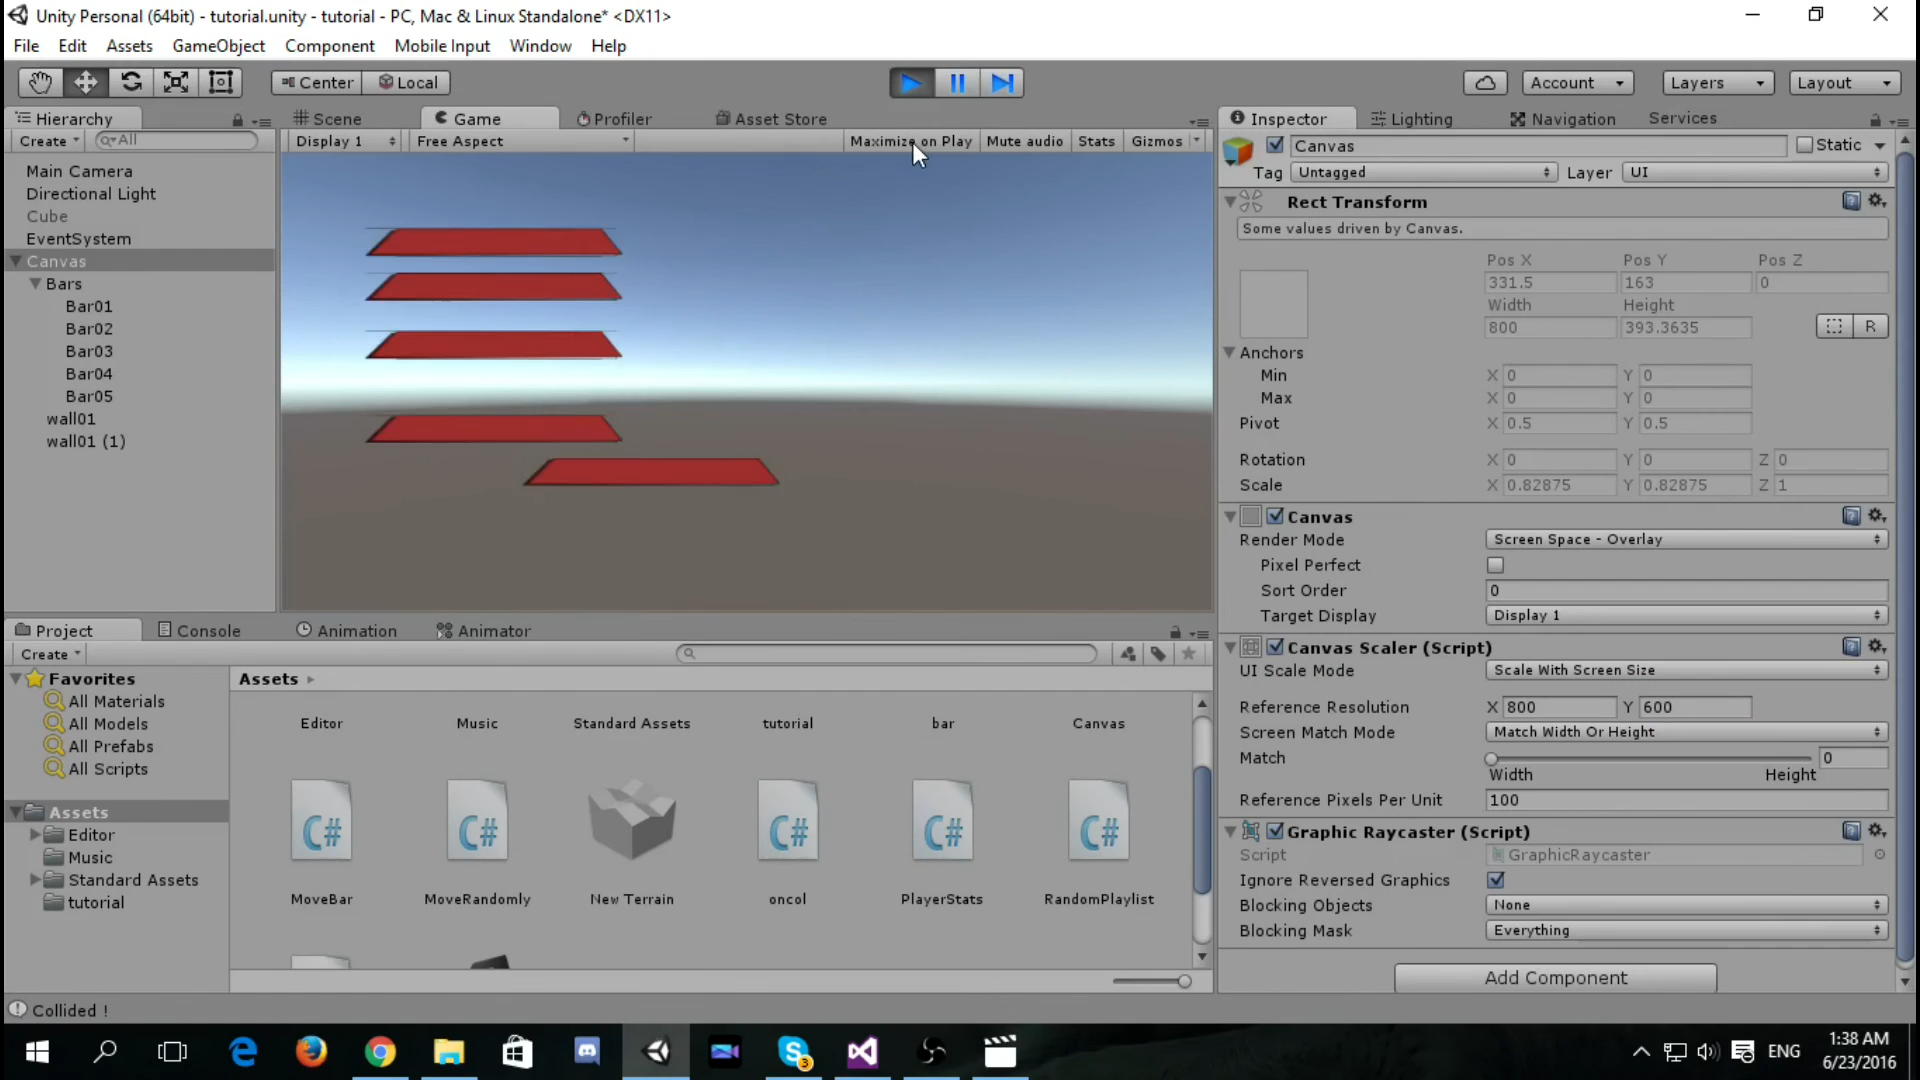 Unity Personal (64bit) - tutorial.unity - tutorial - PC, Mac & Linux Standalone* <DX11>
File Edit Assets GameObject Component Mobile Input Window Help
Center Local Account Layers Layout
Hierarchy
Create All
Main Camera
Directional Light
Cube
EventSystem
Canvas
Bars
Bar01
Bar02
Bar03
Bar04
Bar05
wall01
wall01 (1)
Scene Game Profiler Asset Store
Display 1 Free Aspect Maximize on Play Mute audio Stats Gizmos
Inspector Lighting Navigation Services
Canvas Static
Tag Untagged Layer UI
Rect Transform
Some values driven by Canvas.
Pos X Pos Y Pos Z
331.5 163 0
Width Height
800 393.3635 R
Anchors
Min X 0 Y 0
Max X 0 Y 0
Pivot X 0.5 Y 0.5
Rotation X 0 Y 0 Z 0
Scale X 0.82875 Y 0.82875 Z 1
Canvas
Render Mode Screen Space - Overlay
Pixel Perfect
Sort Order 0
Target Display Display 1
Canvas Scaler (Script)
UI Scale Mode Scale With Screen Size
Reference Resolution X 800 Y 600
Screen Match Mode Match Width Or Height
Match 0
Width Height
Reference Pixels Per Unit 100
Graphic Raycaster (Script)
Script GraphicRaycaster
Ignore Reversed Graphics
Blocking Objects None
Blocking Mask Everything
Add Component
Project Console Animation Animator
Create
Favorites
All Materials
All Models
All Prefabs
All Scripts
Assets
Editor
Music
Standard Assets
tutorial
Assets
Editor Music Standard Assets tutorial bar Canvas
C# C# C# C# C#
MoveBar MoveRandomly New Terrain oncol PlayerStats RandomPlaylist
Collided !
3 ENG 1:38 AM
6/23/2016